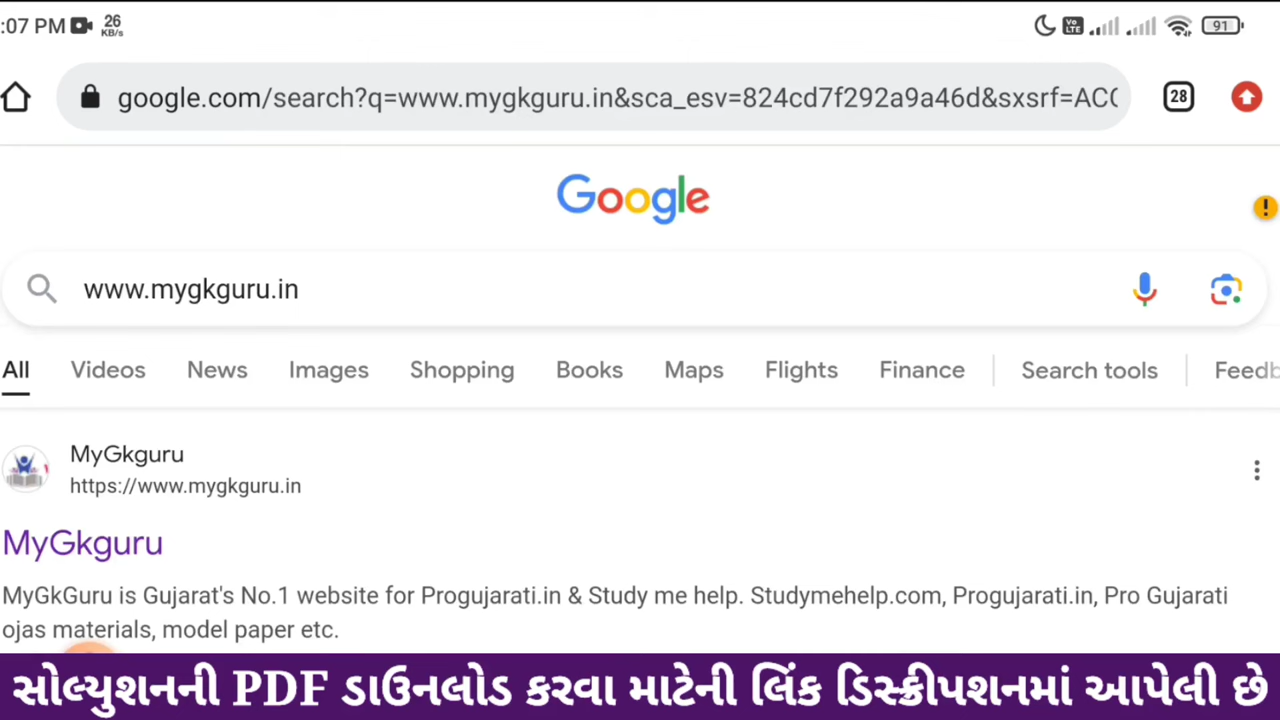 :07 PM 26 KB/s Vo LTE 91
google.com/search?q=www.mygkguru.in&sca_esv=824cd7f292a9a46d&sxsrf=AC 28
Google
www.mygkguru.in
All Videos News Images Shopping Books Maps Flights Finance Search tools Feedb
MyGkguru
https://www.mygkguru.in
MyGkguru
MyGkGuru is Gujarat's No.1 website for Progujarati.in & Study me help. Studymehelp.com, Progujarati.in, Pro Gujarati
ojas materials, model paper etc.
સોલ્યુશનની PDF ડાઉનલોડ કરવા માટેની લિંક ડિસ્ક્રીપશનમાં આપેલી છે